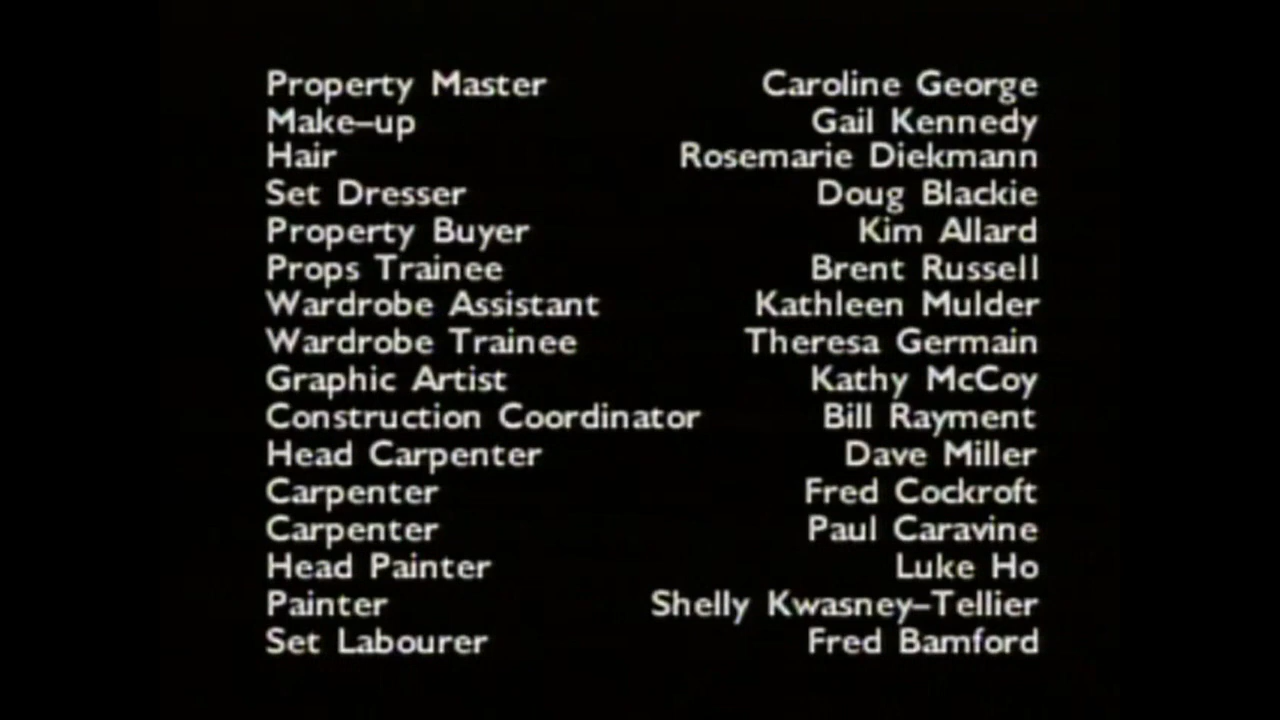 Property Master Caroline George
Make-up Gail Kennedy
Hair Rosemarie Diekmann
Set Dresser Doug Blackie
Property Buyer Kim Allard
Props Trainee Brent Russell
Wardrobe Assistant Kathleen Mulder
Wardrobe Trainee Theresa Germain
Graphic Artist Kathy McCoy
Construction Coordinator Bill Rayment
Head Carpenter Dave Miller
Carpenter Fred Cockroft
Carpenter Paul Caravine
Head Painter Luke Ho
Painter Shelly Kwasney–Tellier
Set Labourer Fred Bamford